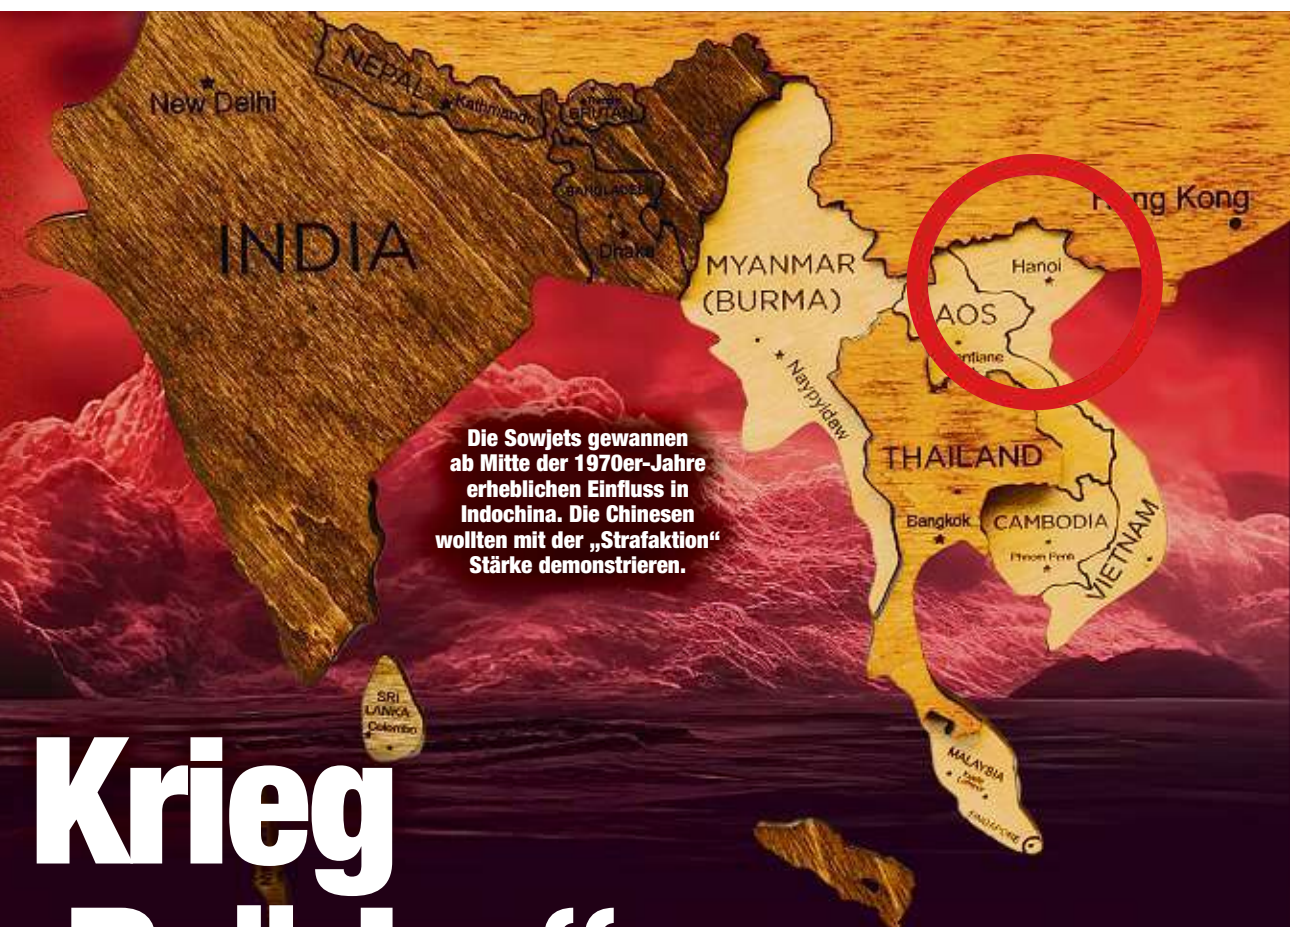 NEPAL
New Delhi
Kathmandu
BHUTAN
BANGLADESH
Dhaka
INDIA
Hong Kong
MYANMAR
(BURMA)
Hanoi
AOS
Naypyidaw
THAILAND
Bangkok
CAMBODIA
Phnom Penh
VIETNAM
Die Sowjets gewannen
ab Mitte der 1970er-Jahre
erheblichen Einfluss in
Indochina. Die Chinesen
wollten mit der „Strafaktion“
Stärke demonstrieren.
SRI
LANKA
Colombo
MALAYSIA
SINGAPORE
Krieg